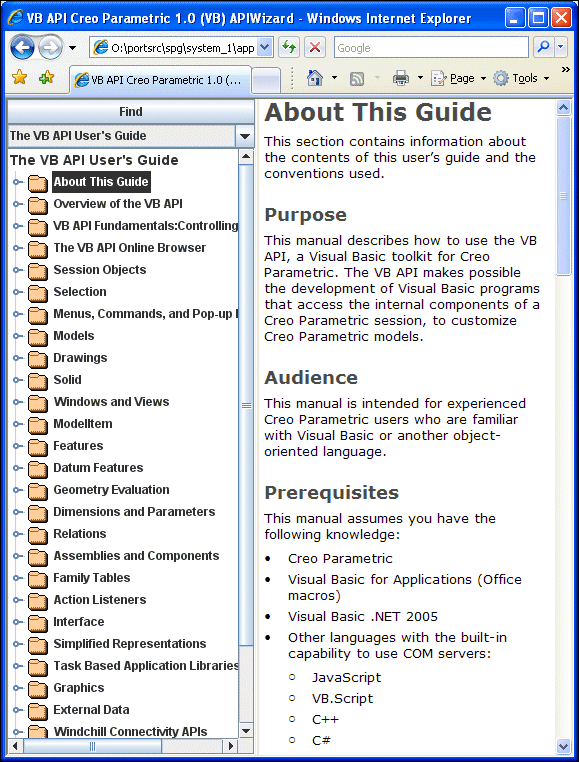 VB API Creo Parametric 1.0 (VB) APIWizard - Windows Internet Explorer
O:\portsrc\spg\system_1\app
Google
VB API Creo Parametric 1.0 (...
Page
Tools
»
Find
The VB API User's Guide
The VB API User's Guide
About This Guide
Overview of the VB API
VB API Fundamentals:Controlling
The VB API Online Browser
Session Objects
Selection
Menus, Commands, and Pop-up
Models
Drawings
Solid
Windows and Views
ModelItem
Features
Datum Features
Geometry Evaluation
Dimensions and Parameters
Relations
Assemblies and Components
Family Tables
Action Listeners
Interface
Simplified Representations
Task Based Application Libraries
Graphics
External Data
Windchill Connectivity APIs
About This Guide
This section contains information about
the contents of this user’s guide and the
conventions used.
Purpose
This manual describes how to use the VB
API, a Visual Basic toolkit for Creo
Parametric. The VB API makes possible
the development of Visual Basic programs
that access the internal components of a
Creo Parametric session, to customize
Creo Parametric models.
Audience
This manual is intended for experienced
Creo Parametric users who are familiar
with Visual Basic or another object-
oriented language.
Prerequisites
This manual assumes you have the
following knowledge:
• Creo Parametric
• Visual Basic for Applications (Office
macros)
• Visual Basic .NET 2005
• Other languages with the built-in
capability to use COM servers:
○ JavaScript
○ VB.Script
○ C++
○ C#